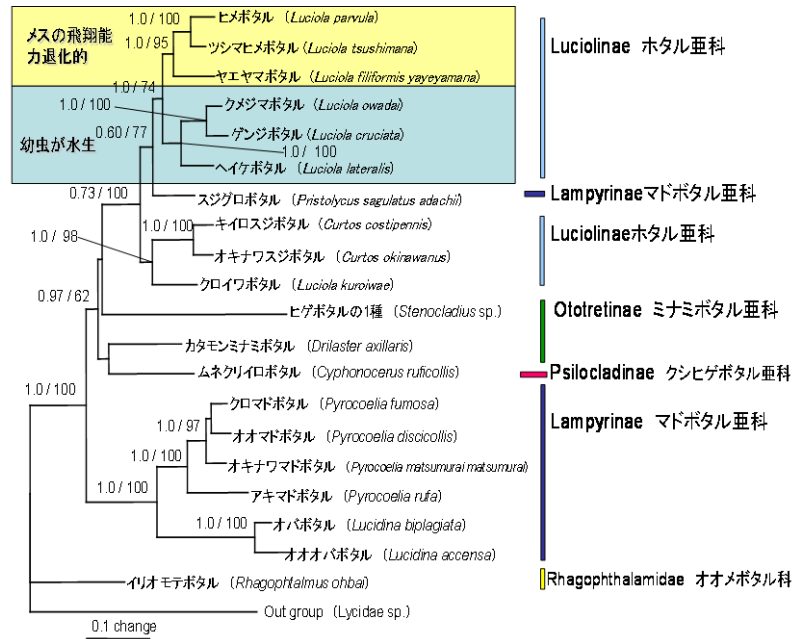 メスの飛翔能
力退化的
幼虫が水生
1.0 / 100
1.0 / 95
1.0 / 74
1.0 / 100
0.60 / 77
1.0 / 100
0.73 / 100
1.0 / 100
1.0 / 98
0.97 / 62
1.0 / 100
1.0 / 97
1.0 / 100
1.0 / 100
1.0 / 100
ヒメボタル (Luciola parvula)
ツシマヒメボタル (Luciola tsushimana)
ヤエヤマボタル (Luciola filiformis yayeyamana)
クメジマボタル (Luciola owadai)
ゲンジボタル (Luciola cruciata)
ヘイケボタル (Luciola lateralis)
スジグロボタル (Pristolycus sagulatus adachii)
キイロスジボタル (Curtos costipennis)
オキナワスジボタル (Curtos okinawanus)
クロイワボタル (Luciola kuroiwae)
ヒゲボタルの1種 (Stenocladius sp.)
カタモンミナミボタル (Drilaster axillaris)
ムネクリイロボタル (Cyphonocerus ruficollis)
クロマドボタル (Pyrocoelia fumosa)
オオマドボタル (Pyrocoelia discicollis)
オキナワマドボタル (Pyrocoelia matsumurai matsumurai)
アキマドボタル (Pyrocoelia rufa)
オバボタル (Lucidina biplagiata)
オオオバボタル (Lucidina accensa)
イリオモテボタル (Rhagophtalmus ohbai)
Out group (Lycidae sp.)
0.1 change
Luciolinae ホタル亜科
Lampyrinaeマドボタル亜科
Luciolinaeホタル亜科
Ototretinae ミナミボタル亜科
Psilocladinae クシヒゲボタル亜科
Lampyrinae マドボタル亜科
Rhagophthalamidae オオメボタル科